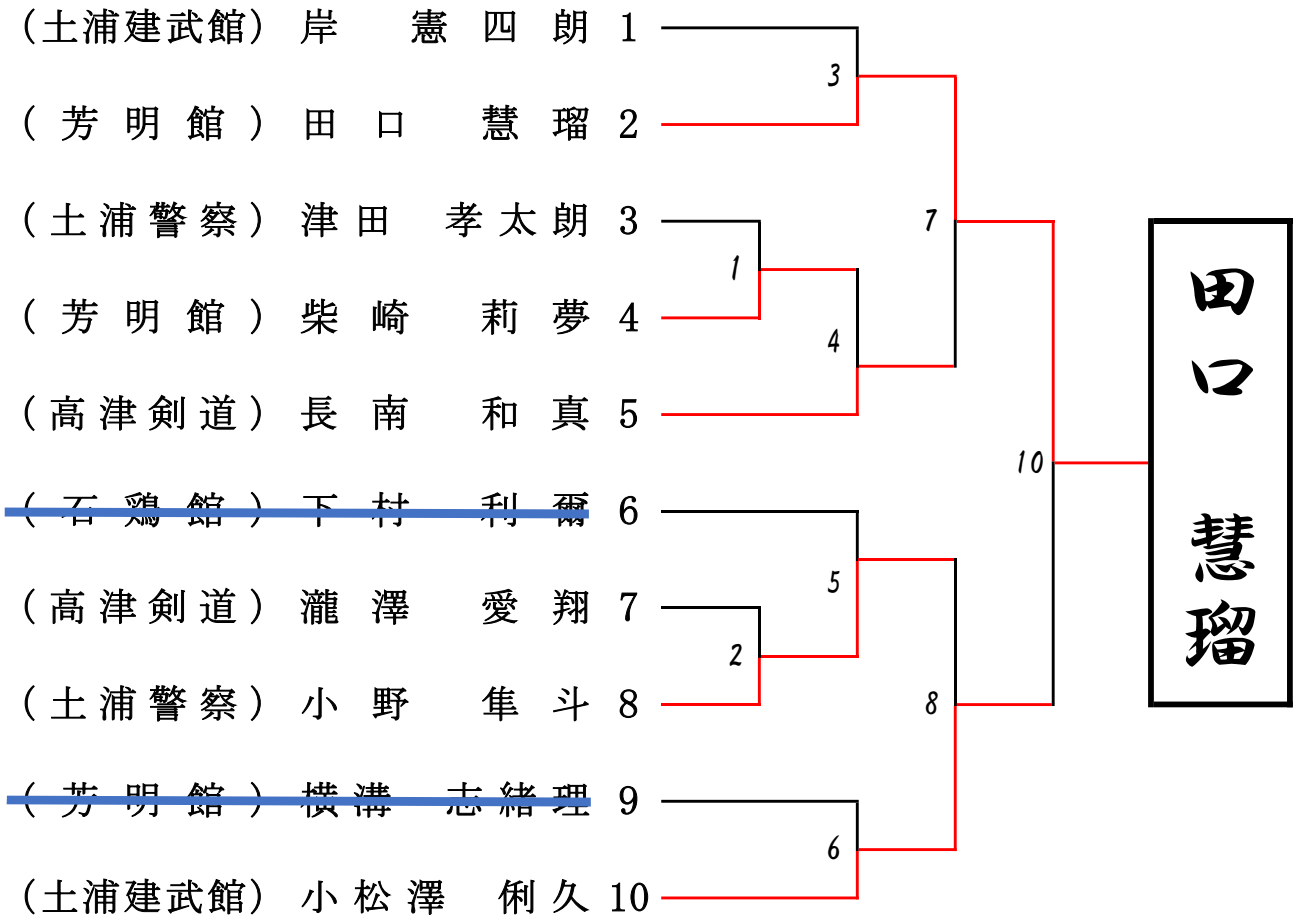 (土浦建武館) 岸 憲四朗 1
3
(芳明館) 田口 慧瑠 2
(土浦警察) 津田 孝太朗 3
7
1
(芳明館) 柴崎 莉夢 4
4
(高津剣道) 長南 和真 5
10
(石鶏館) 下村 利爾 6
5
(高津剣道) 瀧澤 愛翔 7
2
(土浦警察) 小野 隼斗 8
8
(芳明館) 横溝 志緒理 9
6
(土浦建武館) 小松澤 俐久 10
田口 慧瑠